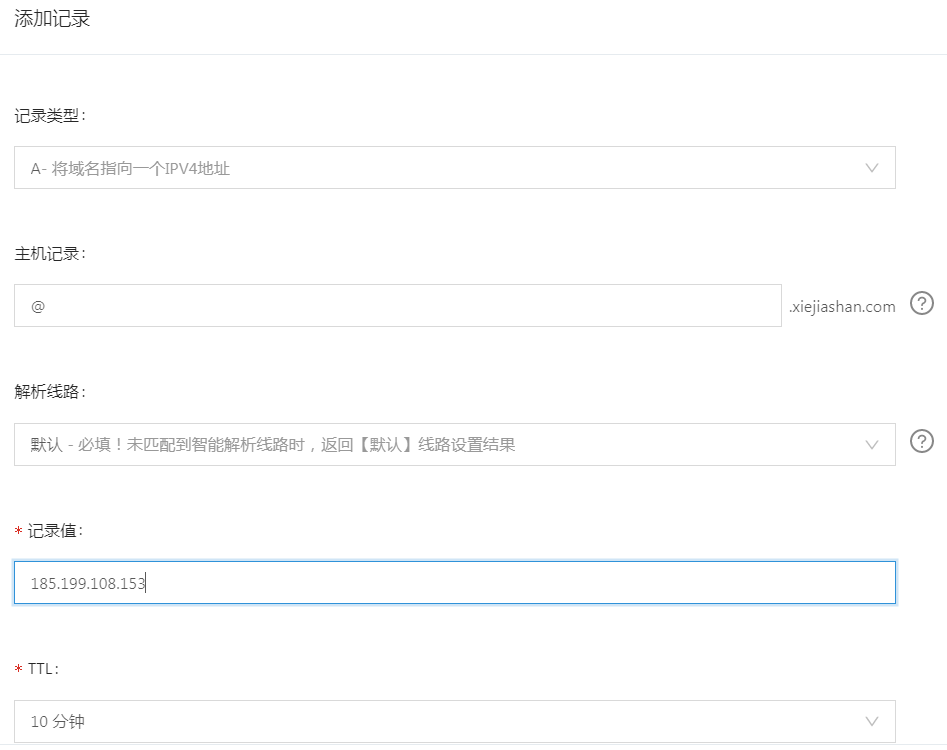 添加记录
记录类型：
A- 将域名指向一个IPV4地址
主机记录：
@ .xiejiashan.com ?
解析线路：
默认 - 必填！未匹配到智能解析线路时，返回【默认】线路设置结果 ?
* 记录值：
185.199.108.153
* TTL：
10 分钟